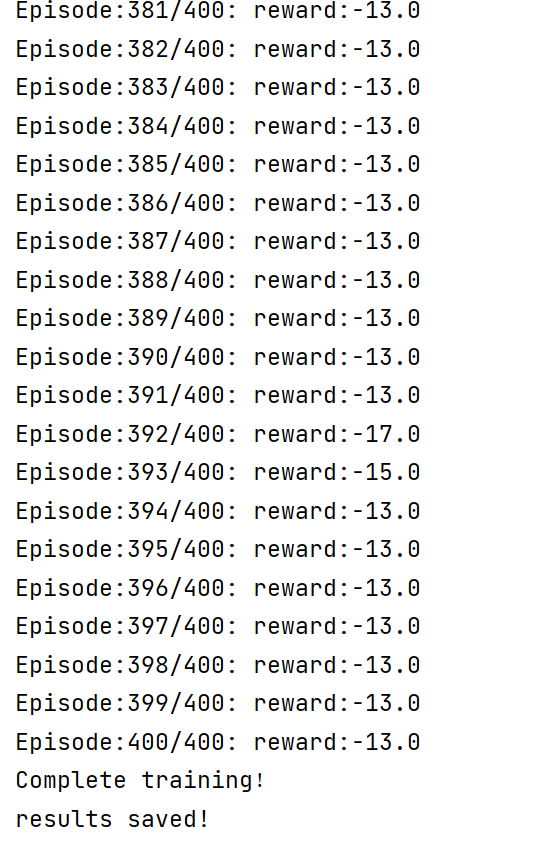 Episode:381/400: reward:-13.0
Episode:382/400: reward:-13.0
Episode:383/400: reward:-13.0
Episode:384/400: reward:-13.0
Episode:385/400: reward:-13.0
Episode:386/400: reward:-13.0
Episode:387/400: reward:-13.0
Episode:388/400: reward:-13.0
Episode:389/400: reward:-13.0
Episode:390/400: reward:-13.0
Episode:391/400: reward:-13.0
Episode:392/400: reward:-17.0
Episode:393/400: reward:-15.0
Episode:394/400: reward:-13.0
Episode:395/400: reward:-13.0
Episode:396/400: reward:-13.0
Episode:397/400: reward:-13.0
Episode:398/400: reward:-13.0
Episode:399/400: reward:-13.0
Episode:400/400: reward:-13.0
Complete training!
results saved!